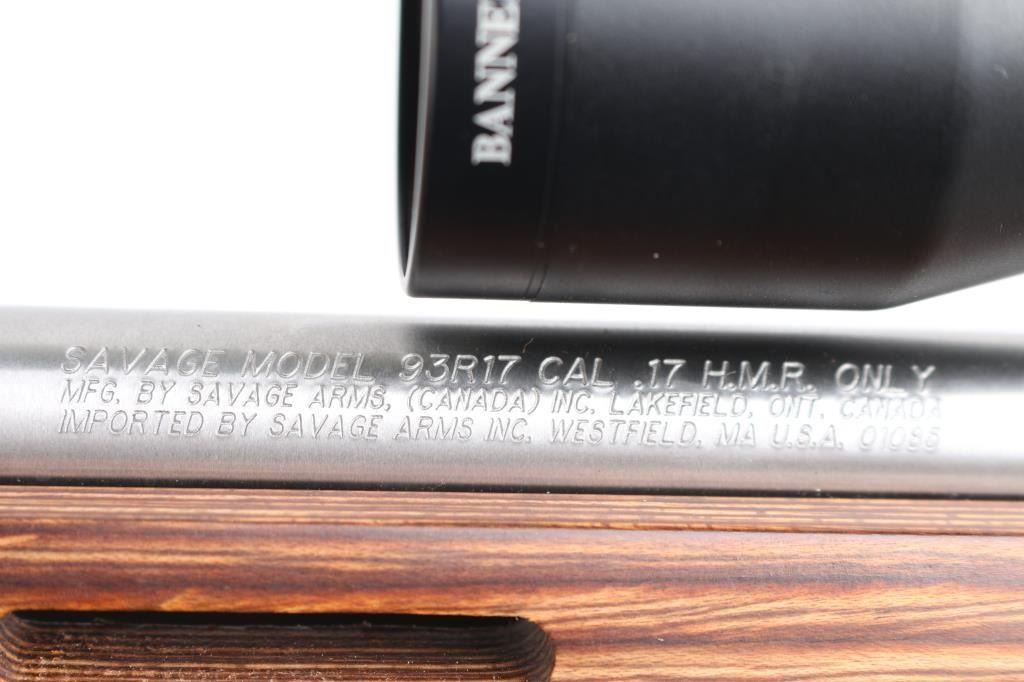 BANNE
SAVAGE MODEL 93R17 CAL .17 H.M.R. ONLY
MFG. BY SAVAGE ARMS, (CANADA) INC. LAKEFIELD, ONT. CANADA
IMPORTED BY SAVAGE ARMS INC. WESTFIELD, MA U.S.A. 01085